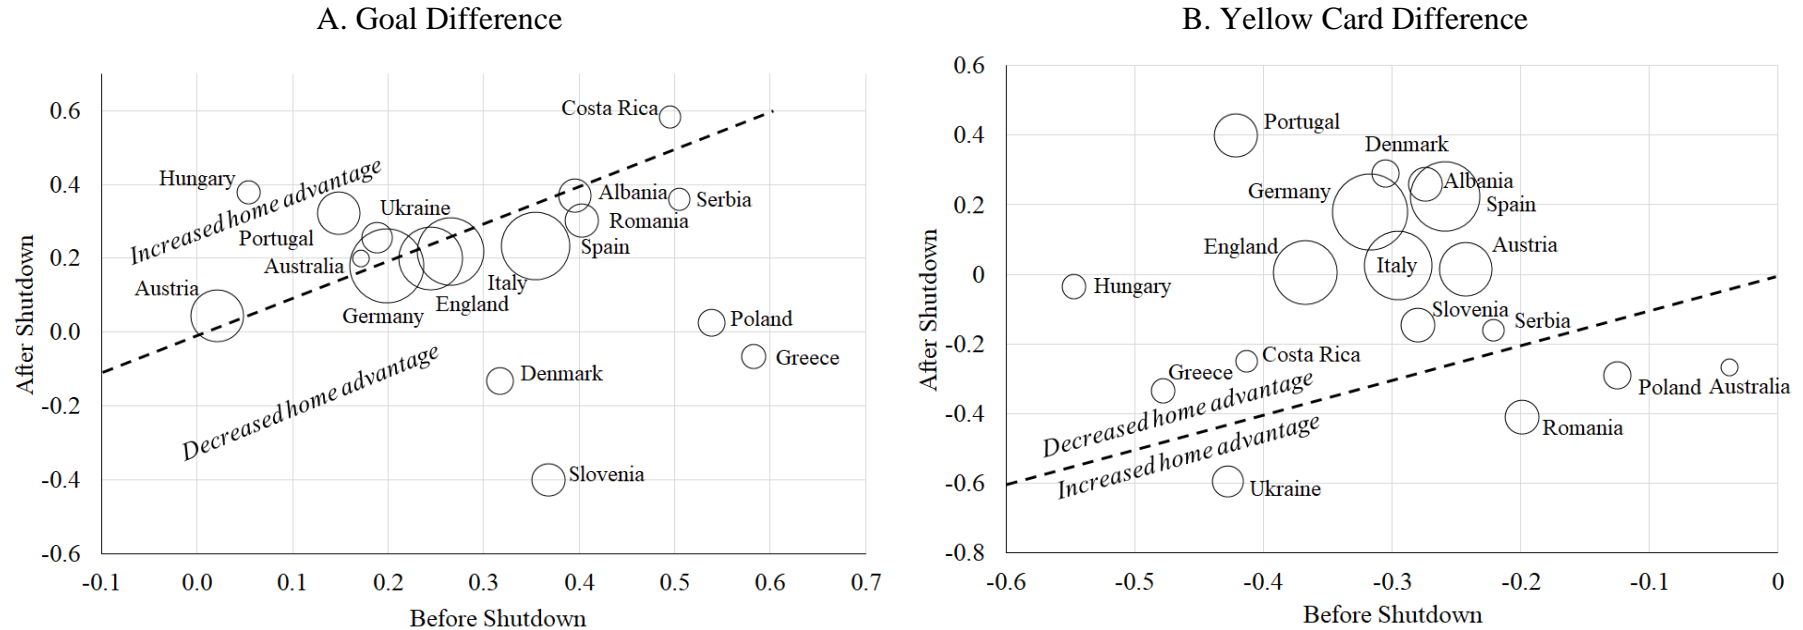 A. Goal Difference
0.6
0.4
0.2
0.0
-0.2
-0.4
-0.6
-0.1
0.0
0.1
0.2
0.3
0.4
0.5
0.6
0.7
After Shutdown
Before Shutdown
Increased home advantage
Decreased home advantage
Costa Rica
Hungary
Albania
Serbia
Ukraine
Romania
Portugal
Spain
Australia
Austria
Italy
England
Germany
Poland
Greece
Denmark
Slovenia
B. Yellow Card Difference
0.6
0.4
0.2
0
-0.2
-0.4
-0.6
-0.8
-0.6
-0.5
-0.4
-0.3
-0.2
-0.1
0
After Shutdown
Before Shutdown
Decreased home advantage
Increased home advantage
Portugal
Denmark
Germany
Albania
Spain
England
Austria
Italy
Hungary
Slovenia
Serbia
Costa Rica
Greece
Poland
Australia
Romania
Ukraine